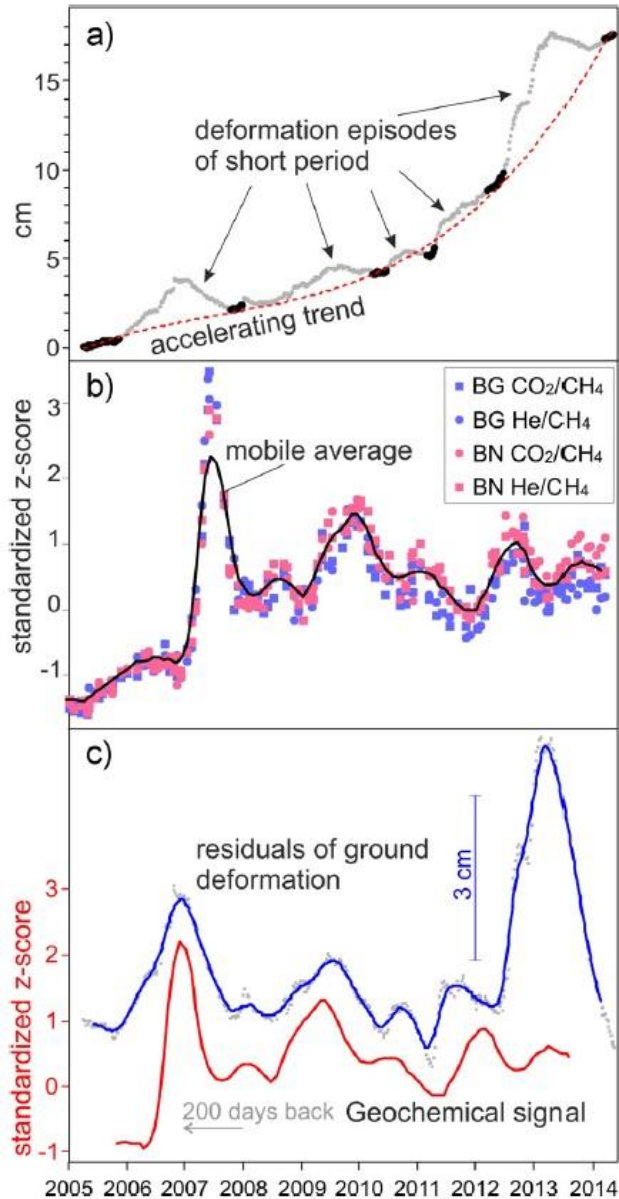 a)
15
10
5
0
cm
deformation episodes
of short period
accelerating trend
b)
3
2
1
0
-1
standardized z-score
BG CO₂/CH₄
BG He/CH₄
BN CO₂/CH₄
BN He/CH₄
mobile average
c)
3
2
1
0
-1
standardized z-score
residuals of ground
deformation
3 cm
200 days back
Geochemical signal
2005 2006 2007 2008 2009 2010 2011 2012 2013 2014